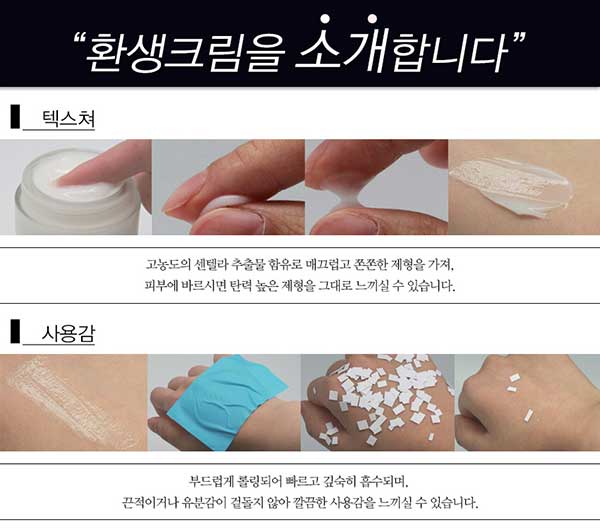 “환생크림을 소개합니다”
텍스쳐
고농도의 센텔라 추출물 함유로 매끄럽고 쫀쫀한 제형을 가져,
피부에 바르시면 탄력 높은 제형을 그대로 느끼실 수 있습니다.
사용감
부드럽게 롤링되어 빠르고 깊숙히 흡수되며,
끈적이거나 유분감이 겉돌지 않아 깔끔한 사용감을 느끼실 수 있습니다.